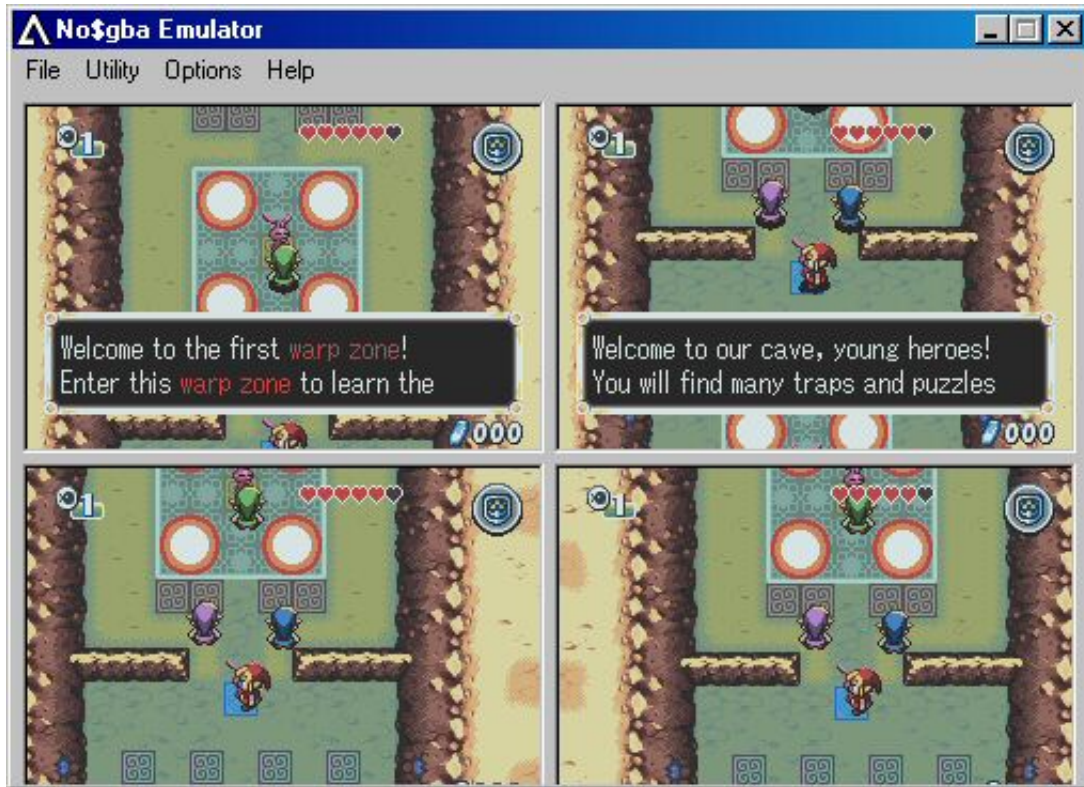 No$gba Emulator
File Utility Options Help
1
1
Welcome to the first warp zone!
Enter this warp zone to learn the
000
Welcome to our cave, young heroes!
You will find many traps and puzzles
000
1
1